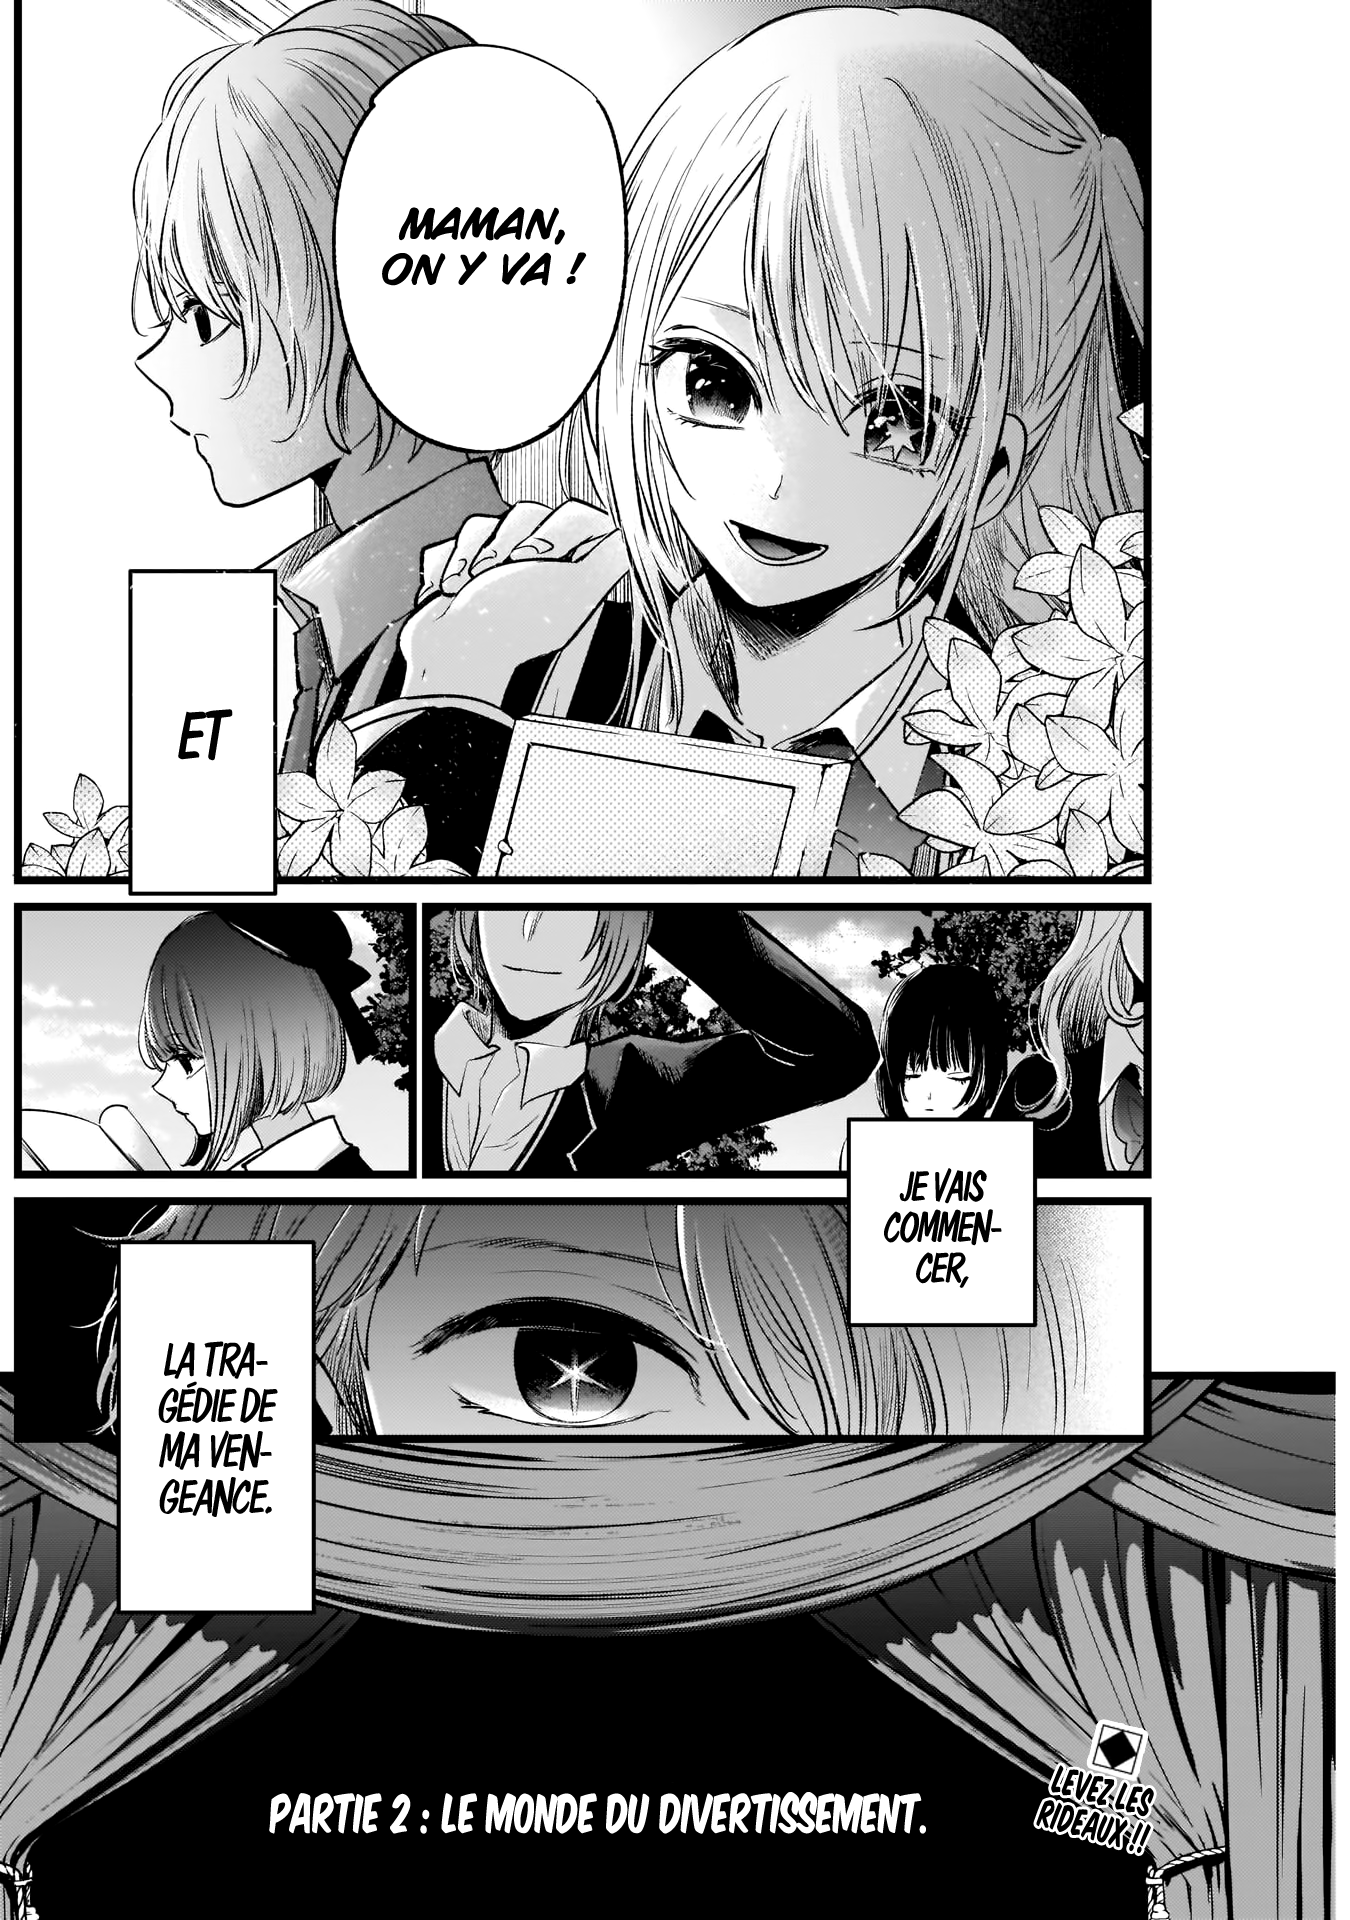 MAMAN,
ON Y VA !
ET
JE VAIS
COMMEN-
CER,
LA TRA-
GÉDIE DE
MA VEN-
GEANCE.
PARTIE 2 : LE MONDE DU DIVERTISSEMENT.
LEVEZ LES
RIDEAUX !!